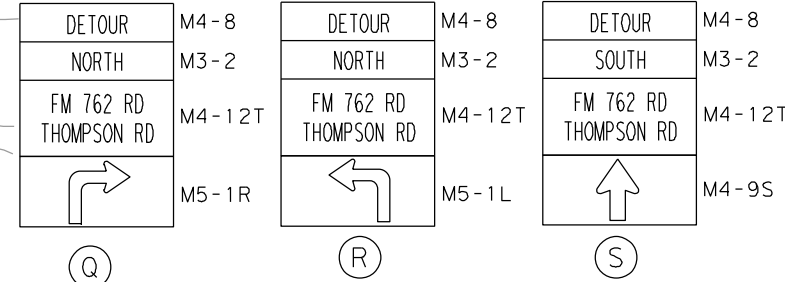 DETOUR M4-8
NORTH M3-2
FM 762 RD
THOMPSON RD
M4-12T
M5-1R
Q
DETOUR M4-8
NORTH M3-2
FM 762 RD
THOMPSON RD
M4-12T
M5-1L
R
DETOUR M4-8
SOUTH M3-2
FM 762 RD
THOMPSON RD
M4-12T
M4-9S
S